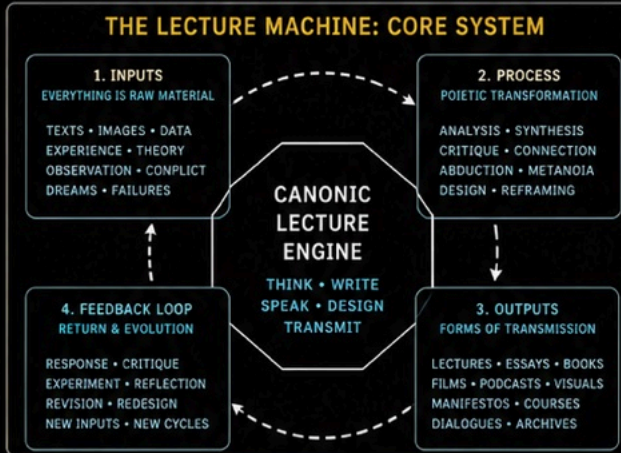 THE LECTURE MACHINE: CORE SYSTEM
1. INPUTS
EVERYTHING IS RAW MATERIAL
TEXTS • IMAGES • DATA
EXPERIENCE • THEORY
OBSERVATION • CONFLICT
DREAMS • FAILURES
2. PROCESS
POIETIC TRANSFORMATION
ANALYSIS • SYNTHESIS
CRITIQUE • CONNECTION
ABDUCTION • METANOIA
DESIGN • REFRAMING
CANONIC
LECTURE
ENGINE
THINK • WRITE
SPEAK • DESIGN
TRANSMIT
4. FEEDBACK LOOP
RETURN & EVOLUTION
RESPONSE • CRITIQUE
EXPERIMENT • REFLECTION
REVISION • REDESIGN
NEW INPUTS • NEW CYCLES
3. OUTPUTS
FORMS OF TRANSMISSION
LECTURES • ESSAYS • BOOKS
FILMS • PODCASTS • VISUALS
MANIFESTOS • COURSES
DIALOGUES • ARCHIVES